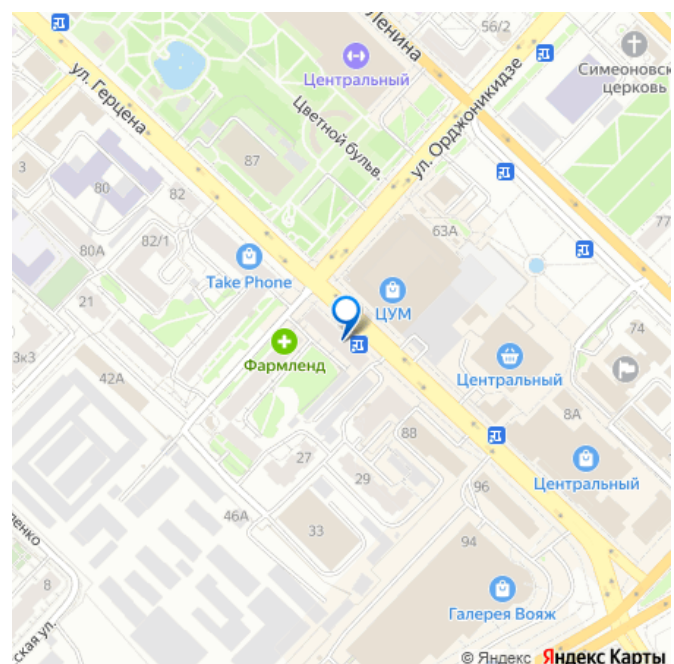 Ленина
56/2
Симеоновск
церковь
Центральный
ул. Герцена
Цветной бульв.
ул. Орджоникидзе
87
3
80
82
77
63А
82/1
80А
Take Phone
ЦУМ
21
74
3к3
Фармленд
Центральный
42А
8А
88
27
29
Центральный
96
46А
33
енко
94
8
Галерея Вояж
ская ул.
© Яндекс Яндекс Карты